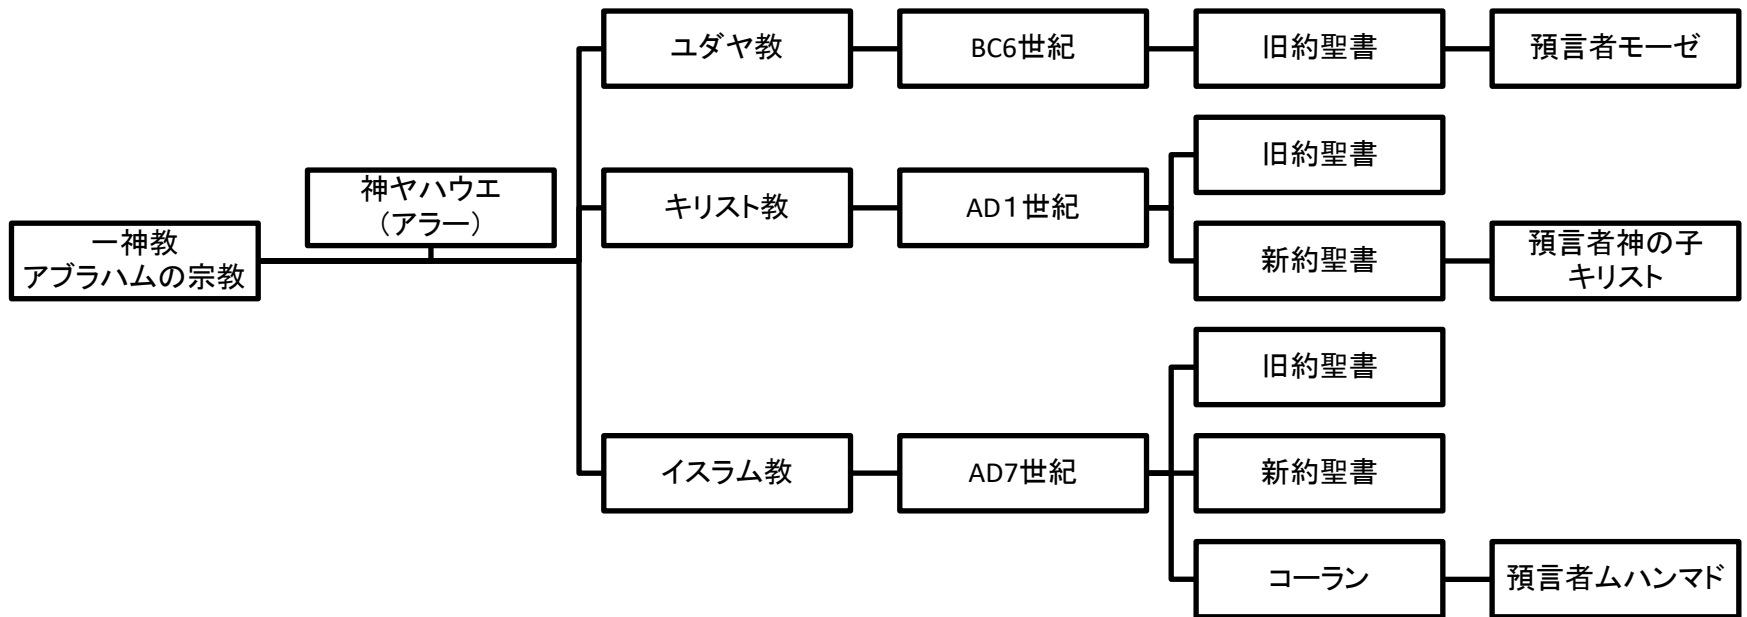 一神教
アブラハムの宗教
神ヤハウエ
（アラー）
ユダヤ教
BC6世紀
旧約聖書
預言者モーゼ
キリスト教
AD１世紀
旧約聖書
新約聖書
預言者神の子
キリスト
イスラム教
AD7世紀
旧約聖書
新約聖書
コーラン
預言者ムハンマド